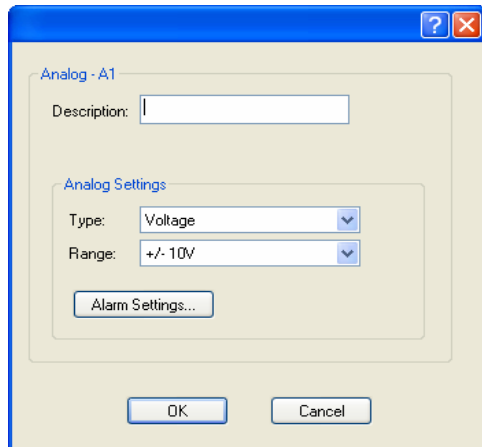 ?
Analog - A1
Description:
Analog Settings
Type: Voltage
Range: +/- 10V
Alarm Settings...
OK Cancel